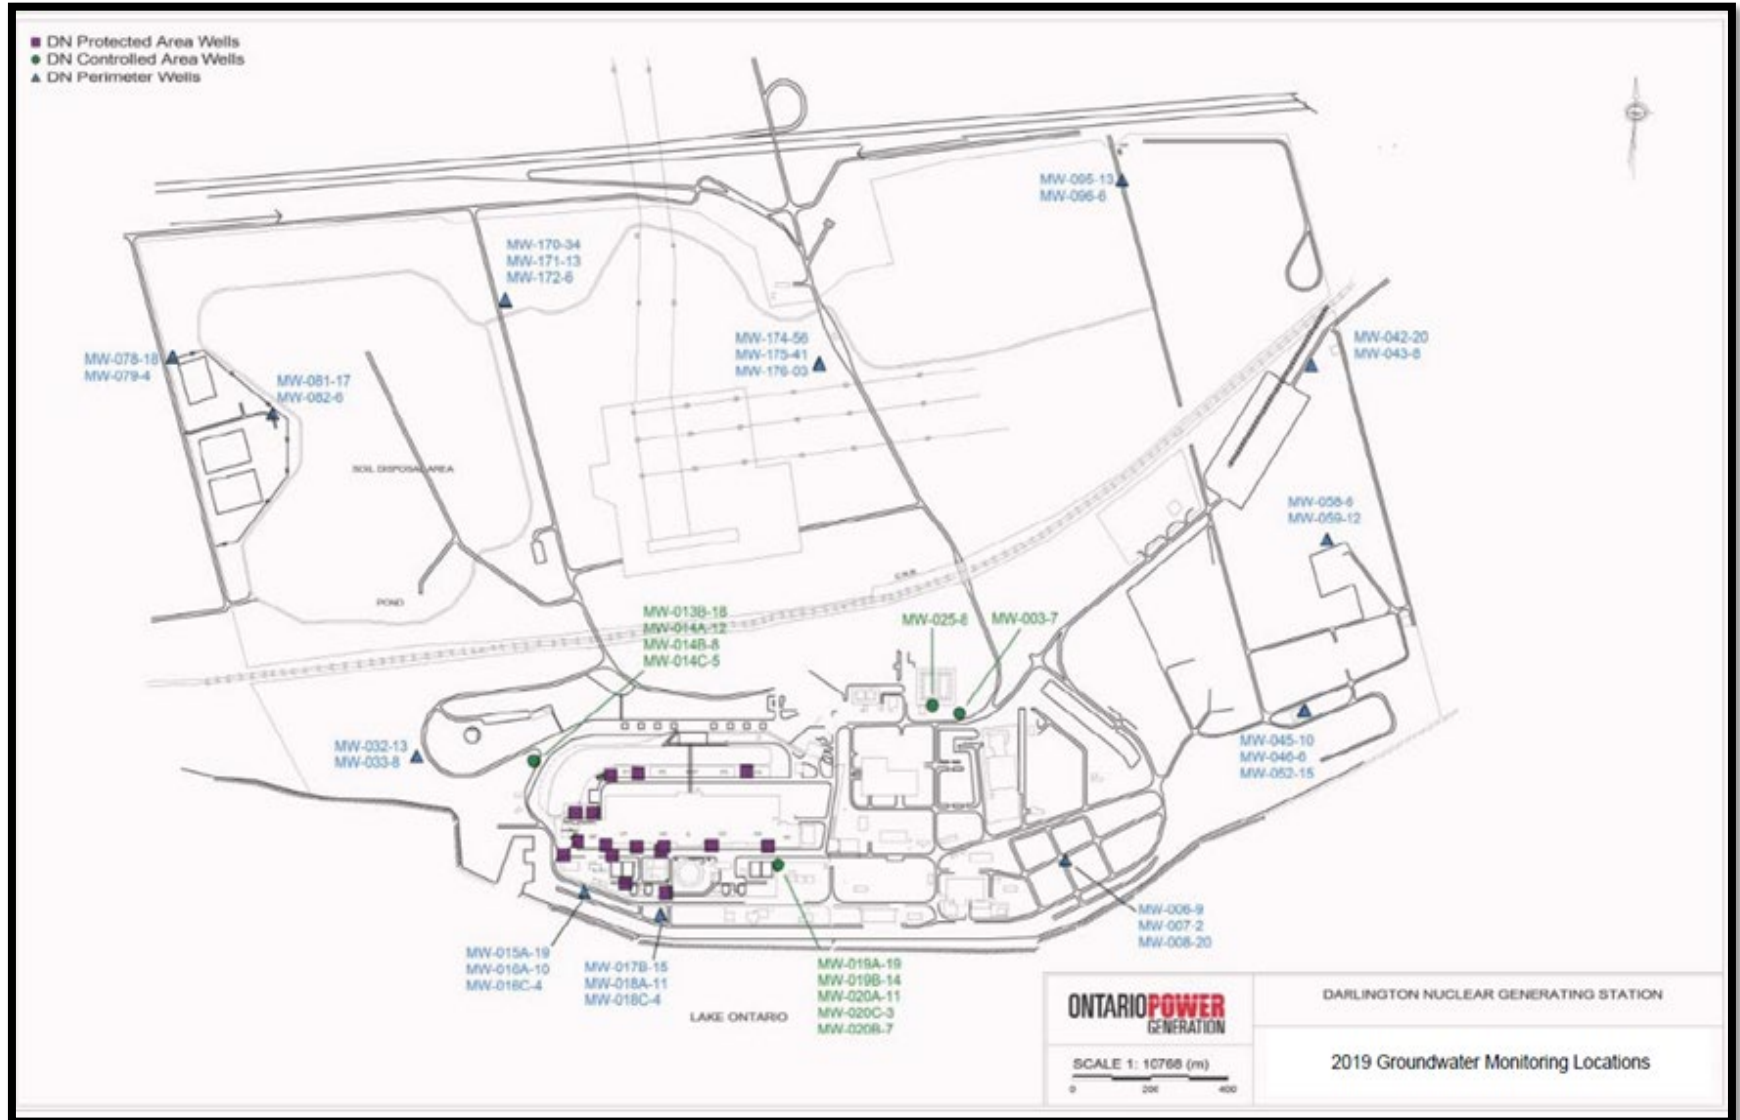 DN Protected Area Wells
DN Controlled Area Wells
DN Perimeter Wells
MW-095-13
MW-096-6
MW-170-34
MW-171-13
MW-172-6
MW-174-56
MW-175-41
MW-176-03
MW-042-20
MW-043-8
MW-078-18
MW-079-4
MW-081-17
MW-082-6
SOIL DISPOSAL AREA
MW-058-6
MW-059-12
C.N.R
POND
MW-013B-18
MW-014A-12
MW-014B-8
MW-014C-5
MW-025-8
MW-003-7
MW-032-13
MW-033-8
MW-045-10
MW-046-6
MW-052-15
MW-006-9
MW-007-2
MW-008-20
MW-015A-19
MW-016A-10
MW-016C-4
MW-017B-15
MW-018A-11
MW-018C-4
MW-019A-19
MW-019B-14
MW-020A-11
MW-020C-3
MW-020B-7
LAKE ONTARIO
ONTARIOPOWER
GENERATION
DARLINGTON NUCLEAR GENERATING STATION
SCALE 1: 10768 (m)
0 200 400
2019 Groundwater Monitoring Locations